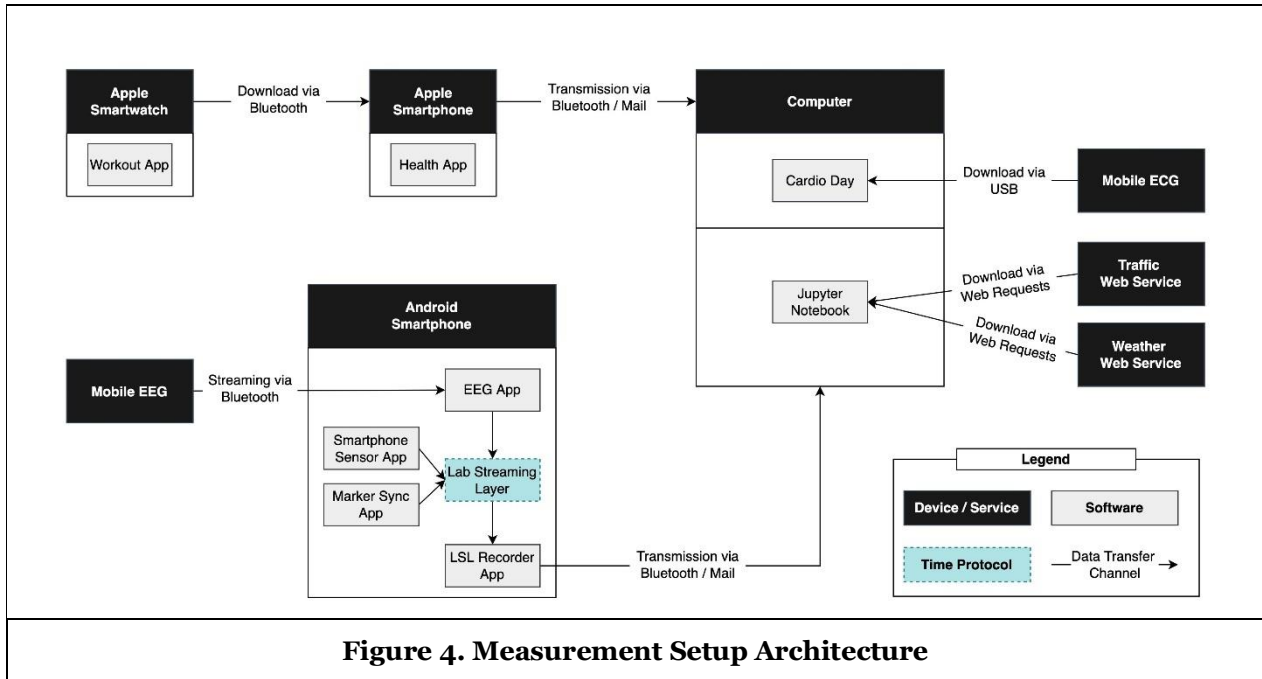 Apple
Smartwatch
Workout App
Download via
Bluetooth
Apple
Smartphone
Health App
Transmission via
Bluetooth / Mail
Computer
Cardio Day
Download via
USB
Mobile ECG
Jupyter
Notebook
Download via
Web Requests
Traffic
Web Service
Download via
Web Requests
Weather
Web Service
Mobile EEG
Streaming via
Bluetooth
Android
Smartphone
EEG App
Smartphone
Sensor App
Marker Sync
App
Lab Streaming
Layer
LSL Recorder
App
Transmission via
Bluetooth / Mail
Legend
Device / Service
Software
Time Protocol
Data Transfer
Channel
Figure 4. Measurement Setup Architecture